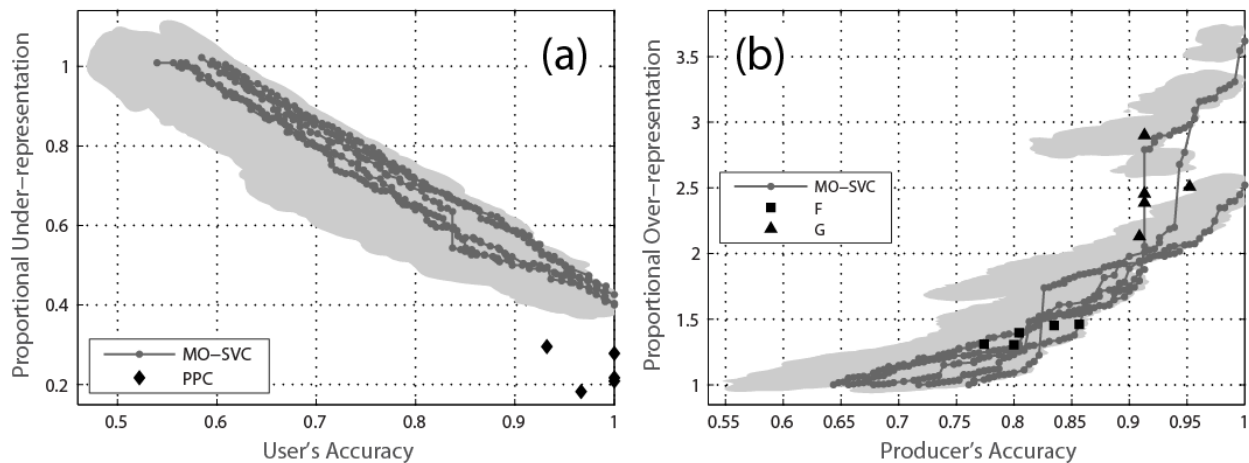 (a)
Proportional Under–representation
1
0.8
0.6
0.4
0.2
MO–SVC
PPC
0.5
0.6
0.7
0.8
0.9
1
User's Accuracy
(b)
Proportional Over–representation
3.5
3
2.5
2
1.5
1
MO–SVC
F
G
0.55
0.6
0.65
0.7
0.75
0.8
0.85
0.9
0.95
1
Producer's Accuracy